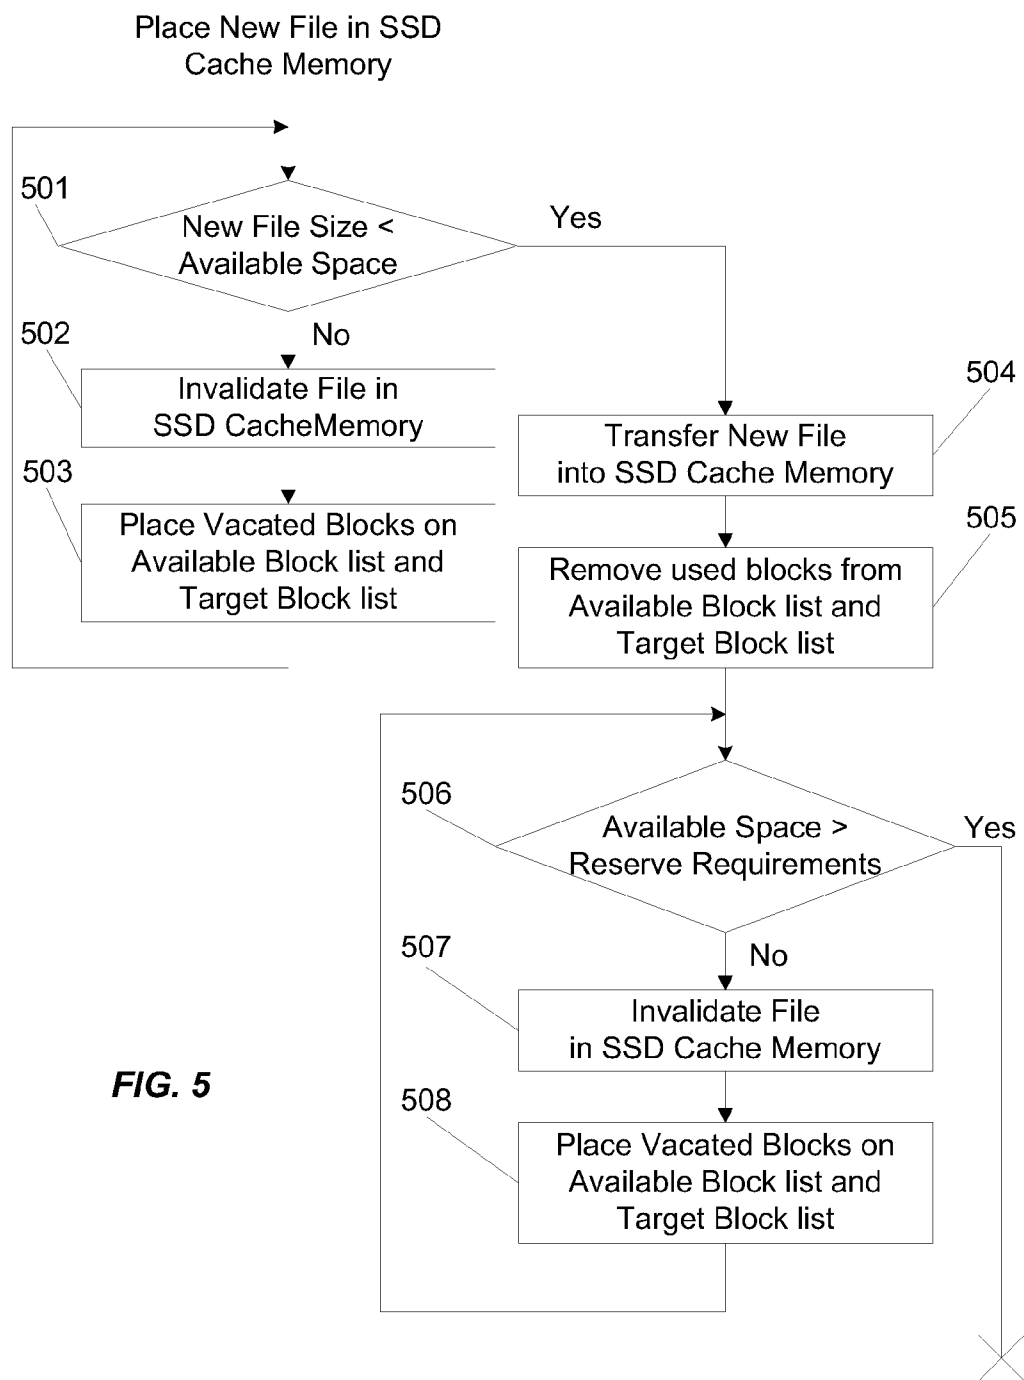 Place New File in SSD
Cache Memory
501
New File Size <
Available Space
Yes
No
502
Invalidate File in
SSD CacheMemory
503
Place Vacated Blocks on
Available Block list and
Target Block list
504
Transfer New File
into SSD Cache Memory
505
Remove used blocks from
Available Block list and
Target Block list
506
Available Space >
Reserve Requirements
Yes
No
507
Invalidate File
in SSD Cache Memory
508
Place Vacated Blocks on
Available Block list and
Target Block list
FIG. 5